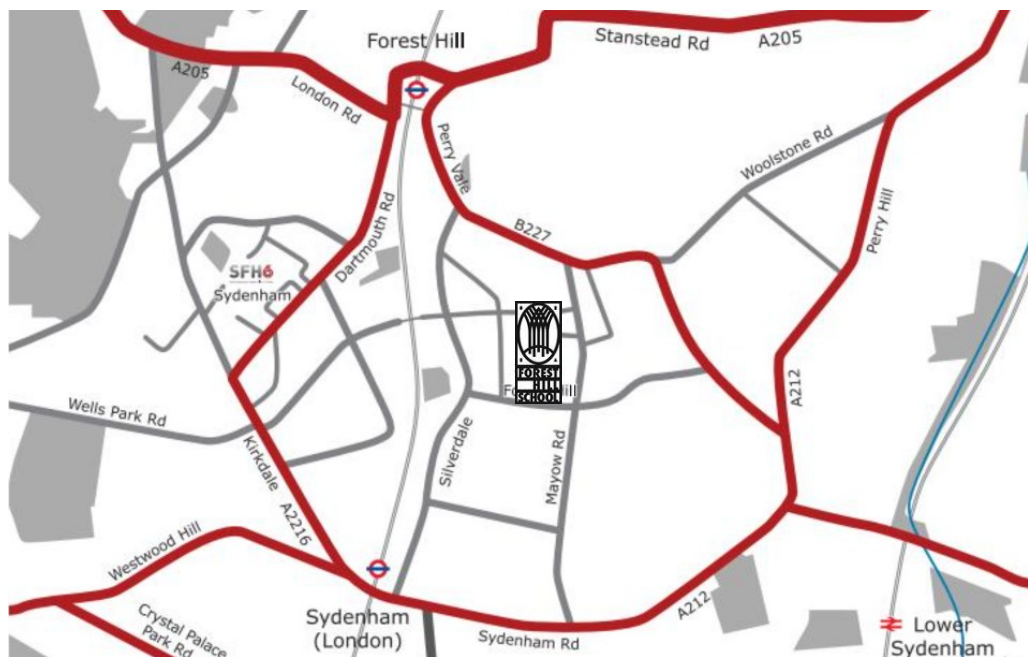 Forest Hill
Stanstead Rd
A205
A205
London Rd
Perry Vale
Woolstone Rd
Dartmouth Rd
B227
Perry Hill
SFH6
Sydenham
FOREST
HILL
SCHOOL
A212
Wells Park Rd
Kirkdale
Silverdale
Mayow Rd
A2216
Westwood Hill
A212
Crystal Palace
Park Rd
Sydenham
(London)
Sydenham Rd
Lower
Sydenham